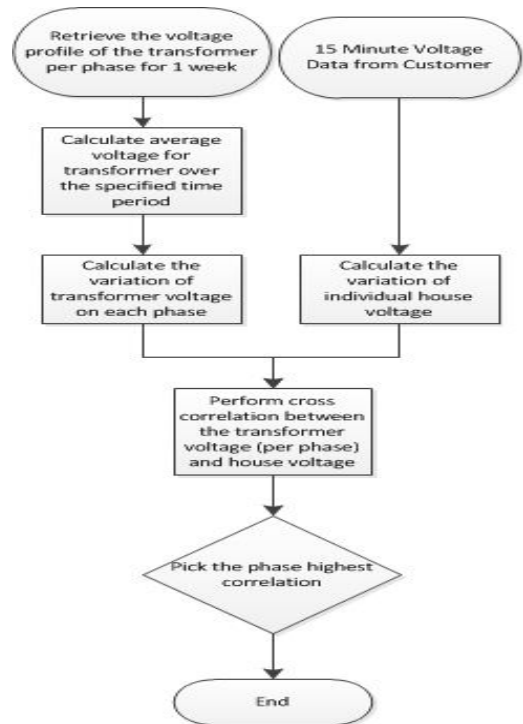 Retrieve the voltage
profile of the transformer
per phase for 1 week
15 Minute Voltage
Data from Customer
Calculate average
voltage for
transformer over
the specified time
period
Calculate the
variation of
transformer voltage
on each phase
Calculate the
variation of
individual house
voltage
Perform cross
correlation between
the transformer
voltage (per phase)
and house voltage
Pick the phase highest
correlation
End